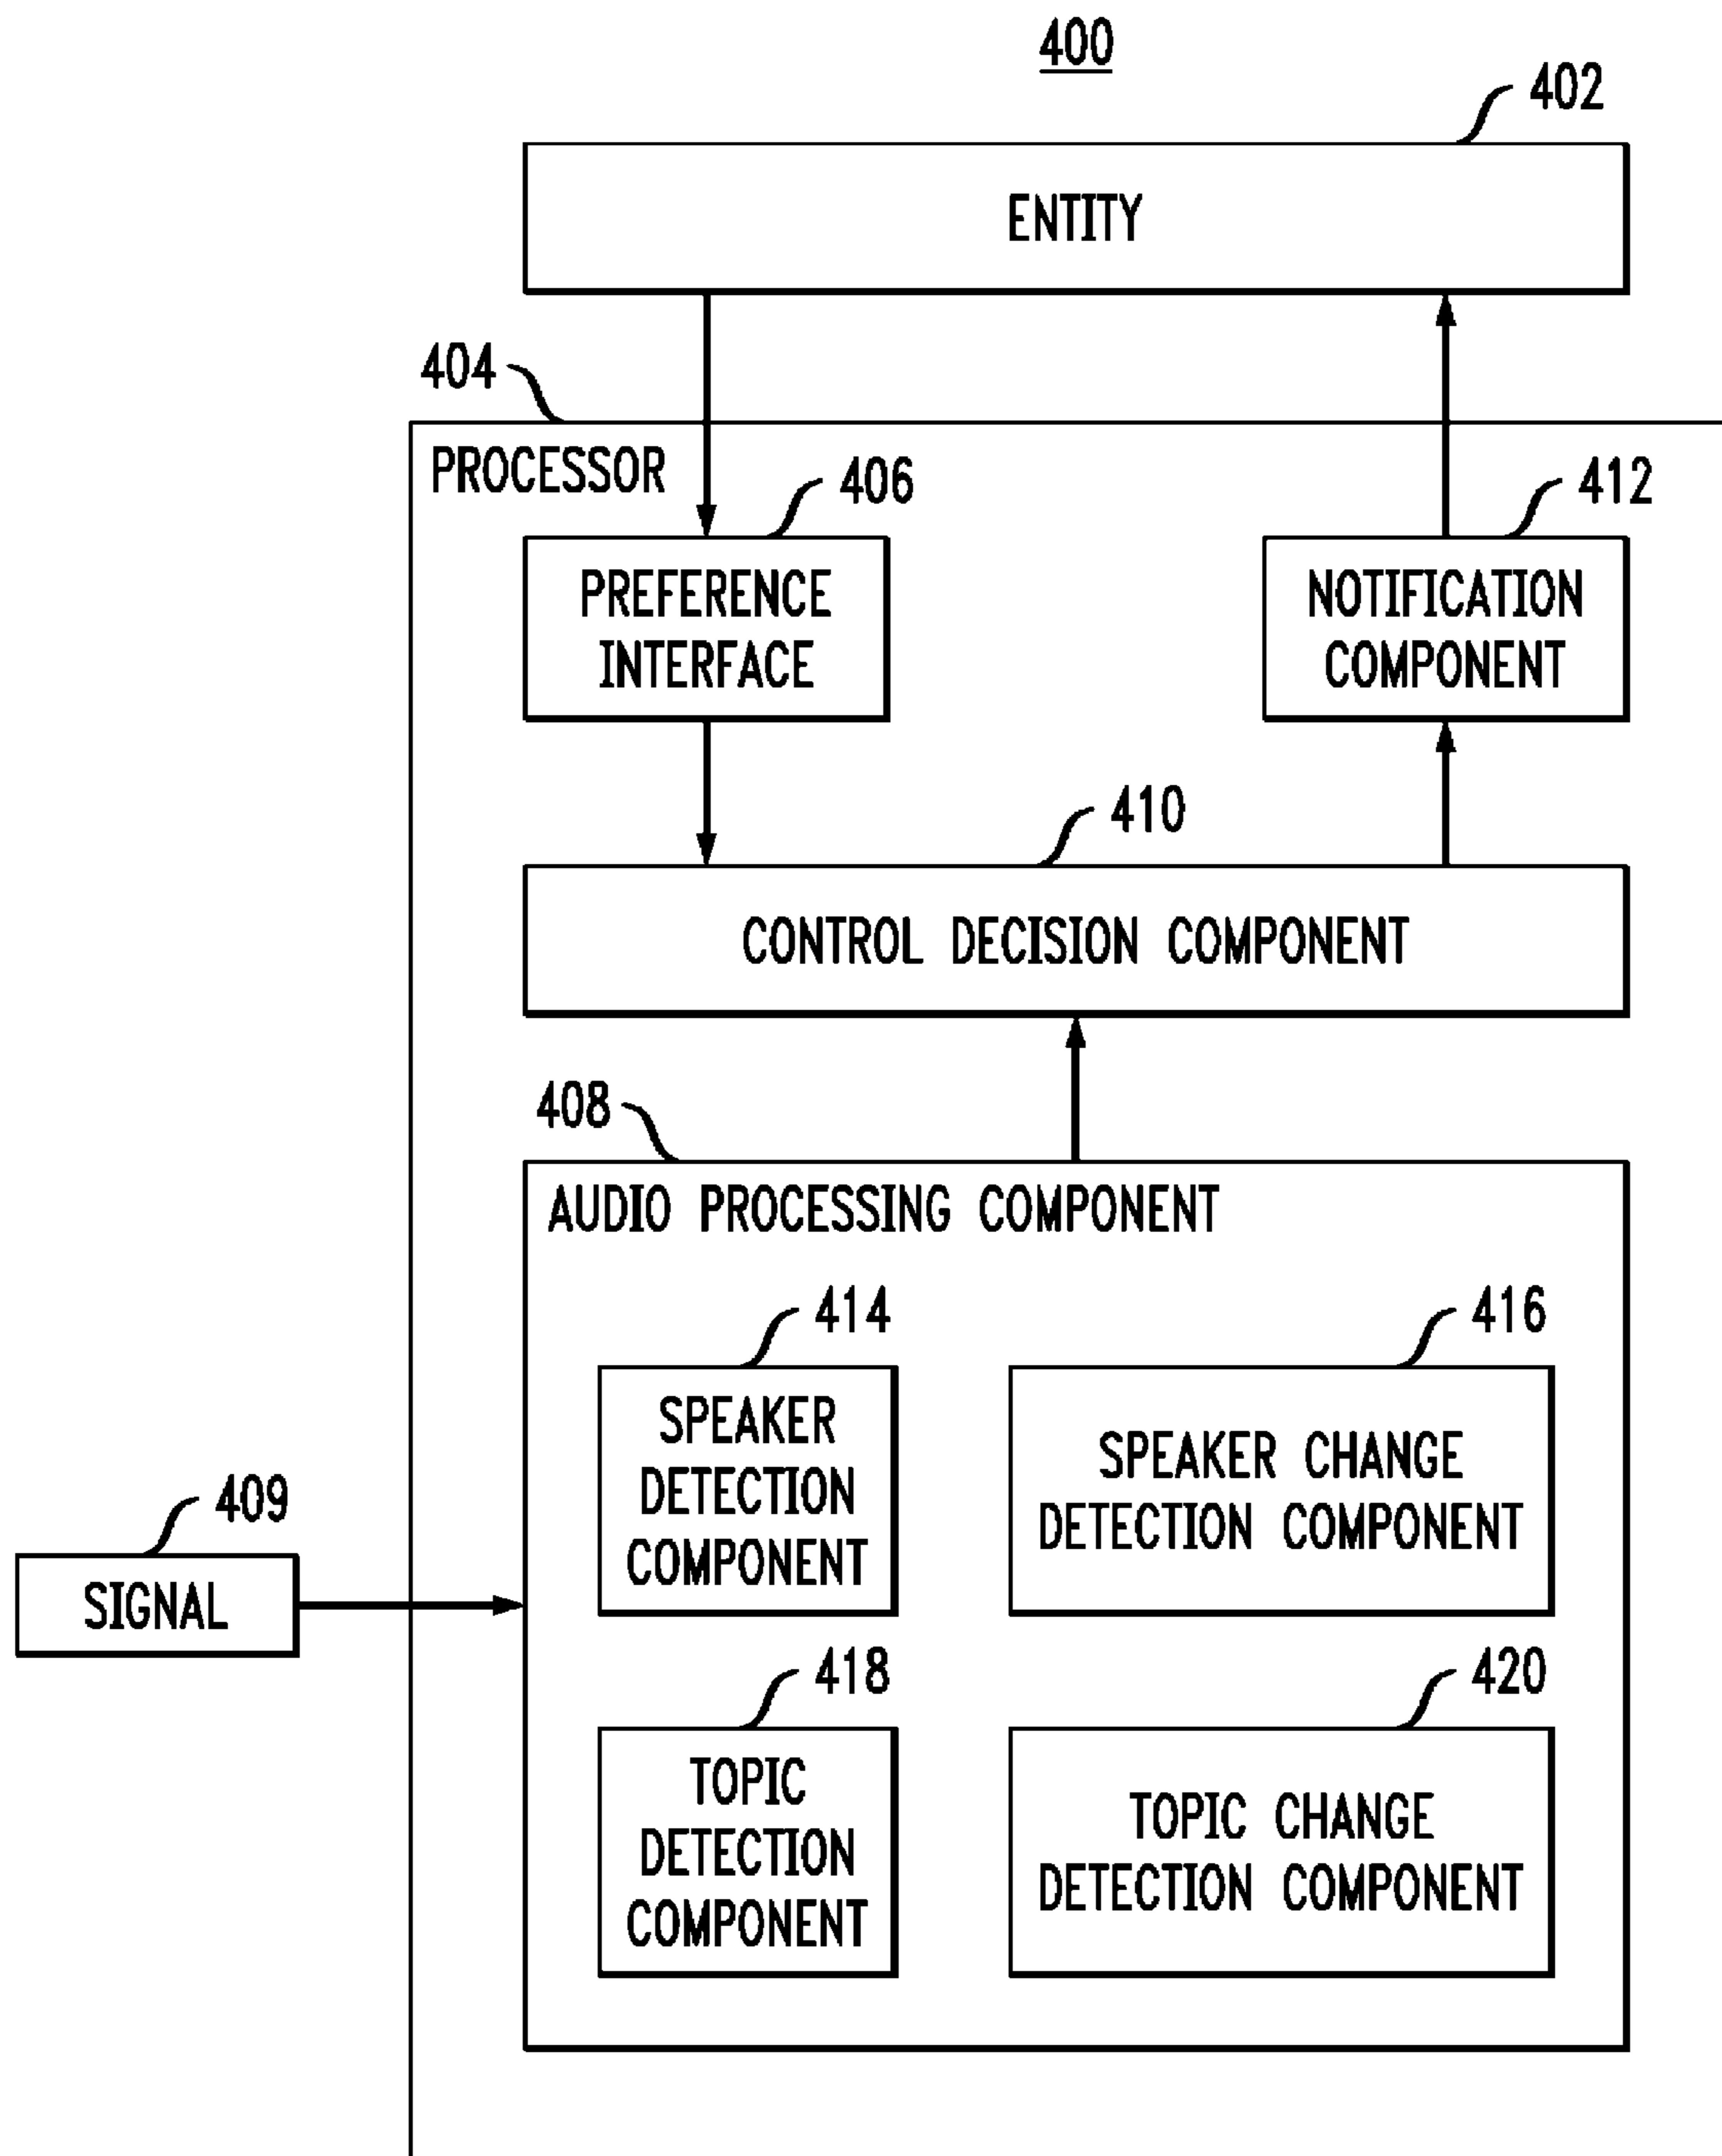 400
402
ENTITY
404
PROCESSOR
406
412
PREFERENCE
INTERFACE
NOTIFICATION
COMPONENT
410
CONTROL DECISION COMPONENT
408
AUDIO PROCESSING COMPONENT
414
416
SPEAKER
DETECTION
COMPONENT
SPEAKER CHANGE
DETECTION COMPONENT
409
SIGNAL
418
420
TOPIC
DETECTION
COMPONENT
TOPIC CHANGE
DETECTION COMPONENT